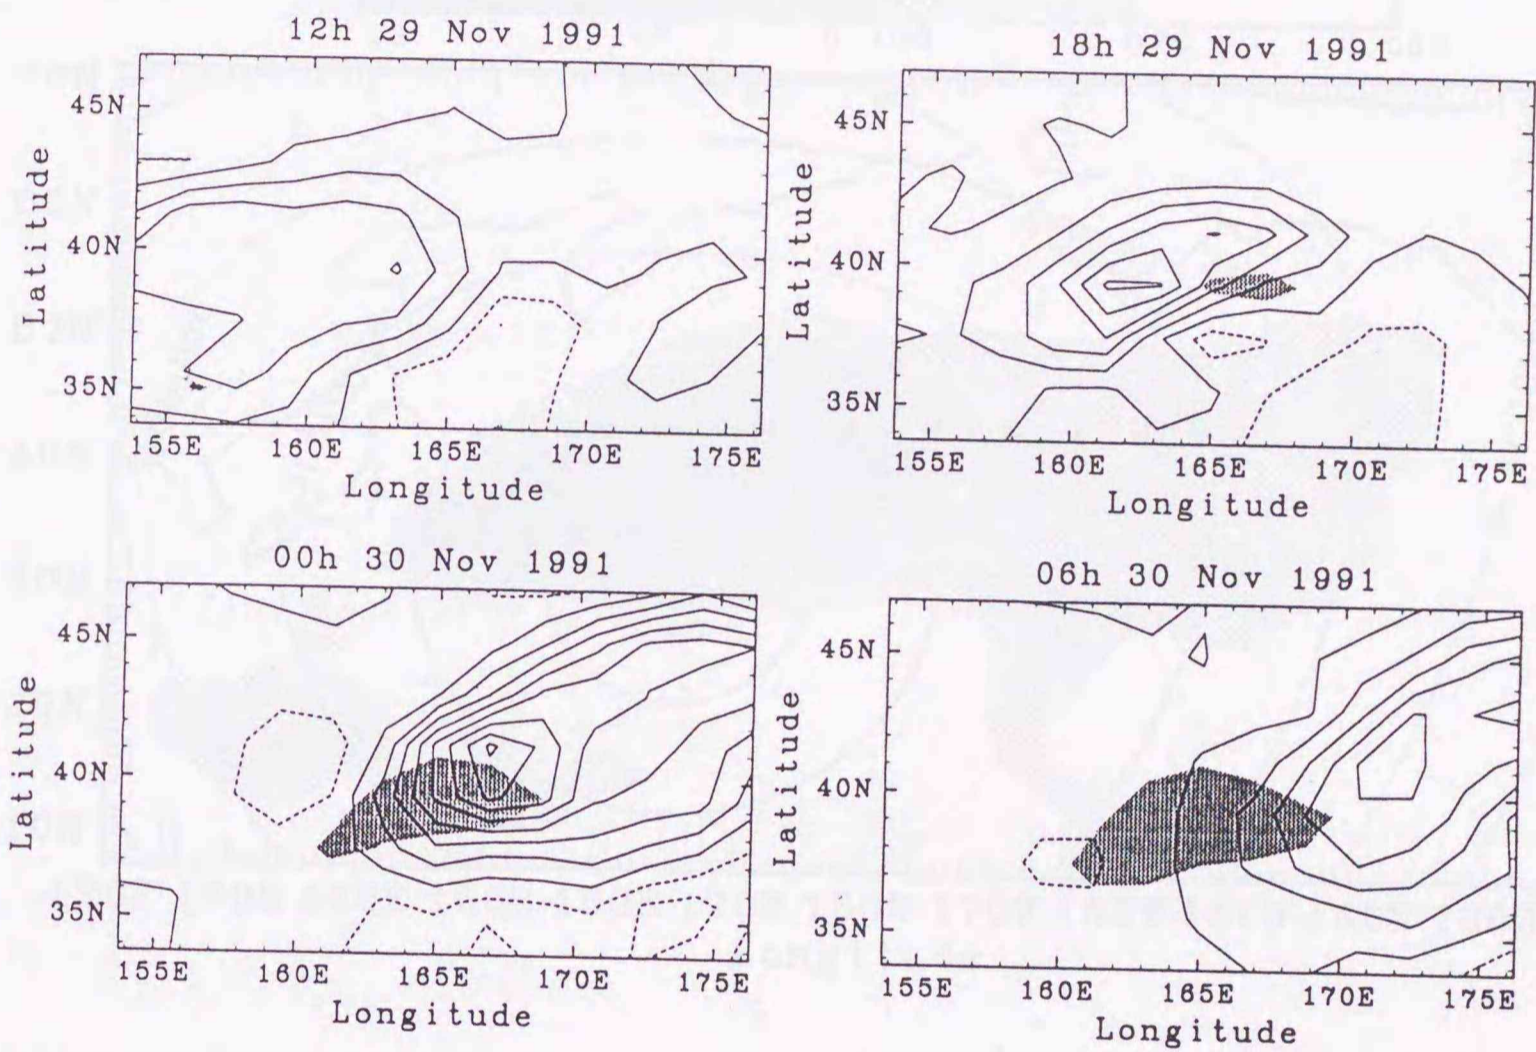 12h 29 Nov 1991
45N
40N
35N
Latitude
155E 160E 165E 170E 175E
Longitude
18h 29 Nov 1991
45N
40N
35N
Latitude
155E 160E 165E 170E 175E
Longitude
00h 30 Nov 1991
45N
40N
35N
Latitude
155E 160E 165E 170E 175E
Longitude
06h 30 Nov 1991
45N
40N
35N
Latitude
155E 160E 165E 170E 175E
Longitude